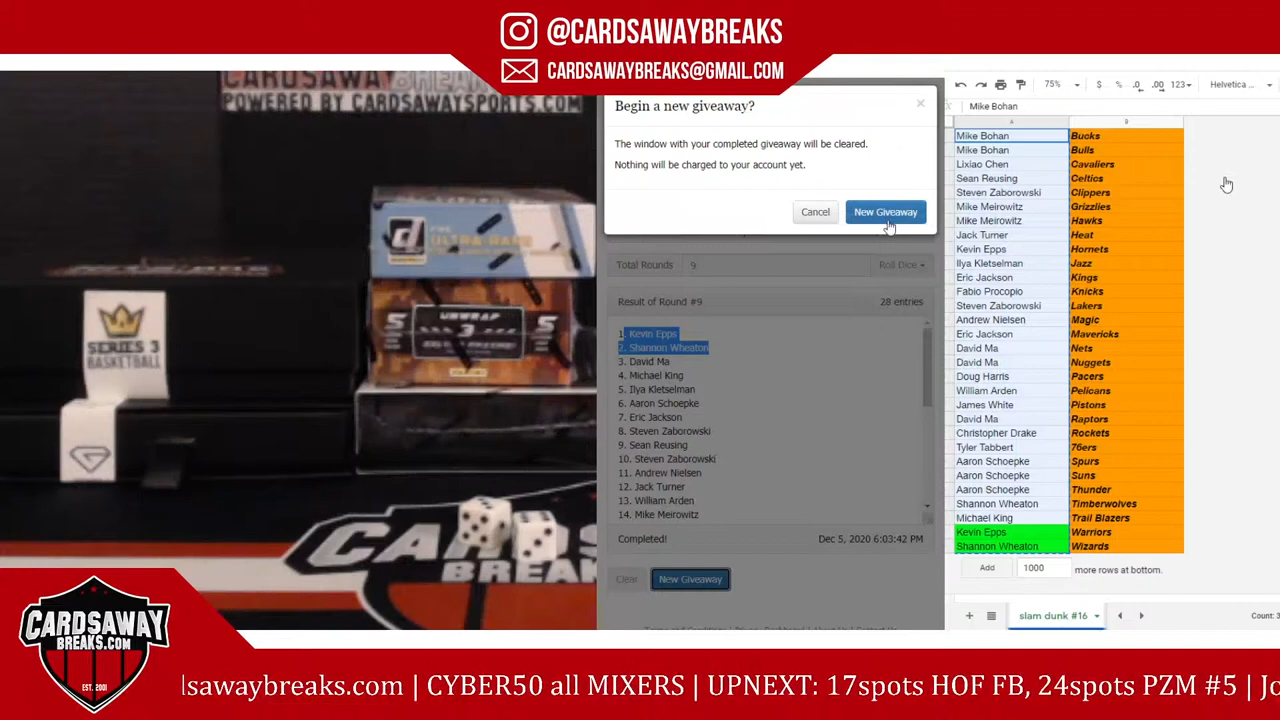 @CARDSAWAYBREAKS
CARDSAWAYBREAKS@GMAIL.COM
POWERED BY CARDSAWAYSPORTS.COM
ULTRA-RARE
SERIES 3
BASKETBALL
5
UNWRAP
3
5
Begin a new giveaway?
×
The window with your completed giveaway will be cleared.
Nothing will be charged to your account yet.
Cancel
New Giveaway
Total Rounds 9 Roll Dice
Result of Round #9 28 entries
1. Kevin Epps
2. Shannon Wheaton
3. David Ma
4. Michael King
5. Ilya Kletselman
6. Aaron Schoepke
7. Eric Jackson
8. Steven Zaborowski
9. Sean Reusing
10. Steven Zaborowski
11. Andrew Nielsen
12. Jack Turner
13. William Arden
14. Mike Meirowitz
Completed! Dec 5, 2020 6:03:42 PM
Clear New Giveaway
75% $ % .0 .00 123 Helvetica ...
Mike Bohan
A B
Mike Bohan Bucks
Mike Bohan Bulls
Lixiao Chen Cavaliers
Sean Reusing Celtics
Steven Zaborowski Clippers
Mike Meirowitz Grizzlies
Mike Meirowitz Hawks
Jack Turner Heat
Kevin Epps Hornets
Ilya Kletselman Jazz
Eric Jackson Kings
Fabio Procopio Knicks
Steven Zaborowski Lakers
Andrew Nielsen Magic
Eric Jackson Mavericks
David Ma Nets
David Ma Nuggets
Doug Harris Pacers
William Arden Pelicans
James White Pistons
David Ma Raptors
Christopher Drake Rockets
Tyler Tabbert 76ers
Aaron Schoepke Spurs
Aaron Schoepke Suns
Aaron Schoepke Thunder
Shannon Wheaton Timberwolves
Michael King Trail Blazers
Kevin Epps Warriors
Shannon Wheaton Wizards
Add 1000 more rows at bottom.
slam dunk #16
Count: 3
CARDSAWAY
BREAKS.COM
EST. 2001
dsawaybreaks.com | CYBER50 all MIXERS | UPNEXT: 17spots HOF FB, 24spots PZM #5 | Jo